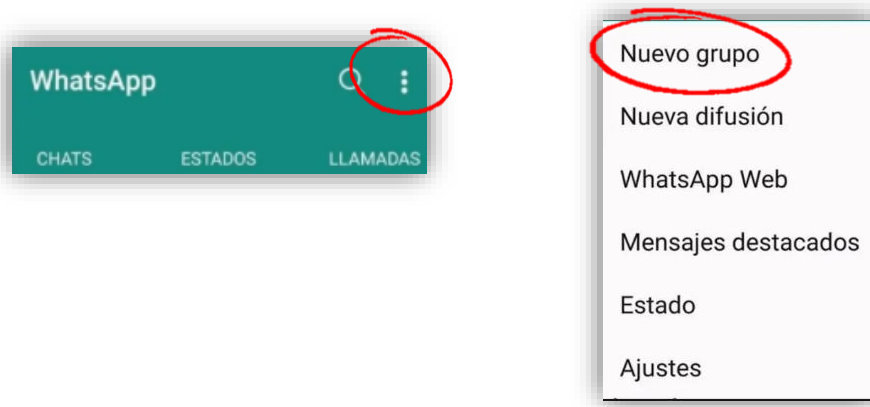 WhatsApp
CHATS ESTADOS LLAMADAS
Nuevo grupo
Nueva difusión
WhatsApp Web
Mensajes destacados
Estado
Ajustes